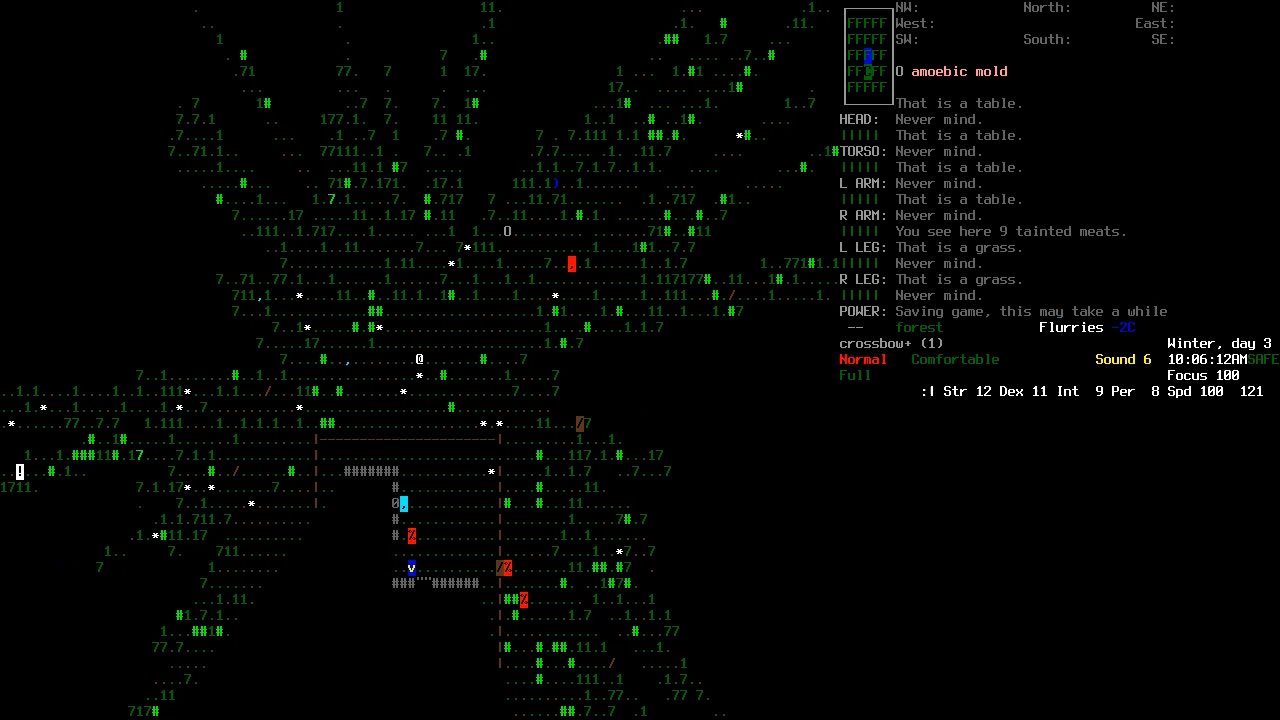 NW: North: NE:
West: East:
SW: South: SE:
O amoebic mold
That is a table.
HEAD: Never mind.
That is a table.
TORSO: Never mind.
That is a table.
L ARM: Never mind.
That is a table.
R ARM: Never mind.
You see here 9 tainted meats.
L LEG: That is a grass.
Never mind.
R LEG: That is a grass.
Never mind.
POWER: Saving game, this may take a while
-- forest Flurries -2C
crossbow+ (1) Winter, day 3
Normal Comfortable Sound 6 10:06:12AMSAFE
Full Focus 100
:I Str 12 Dex 11 Int 9 Per 8 Spd 100 121